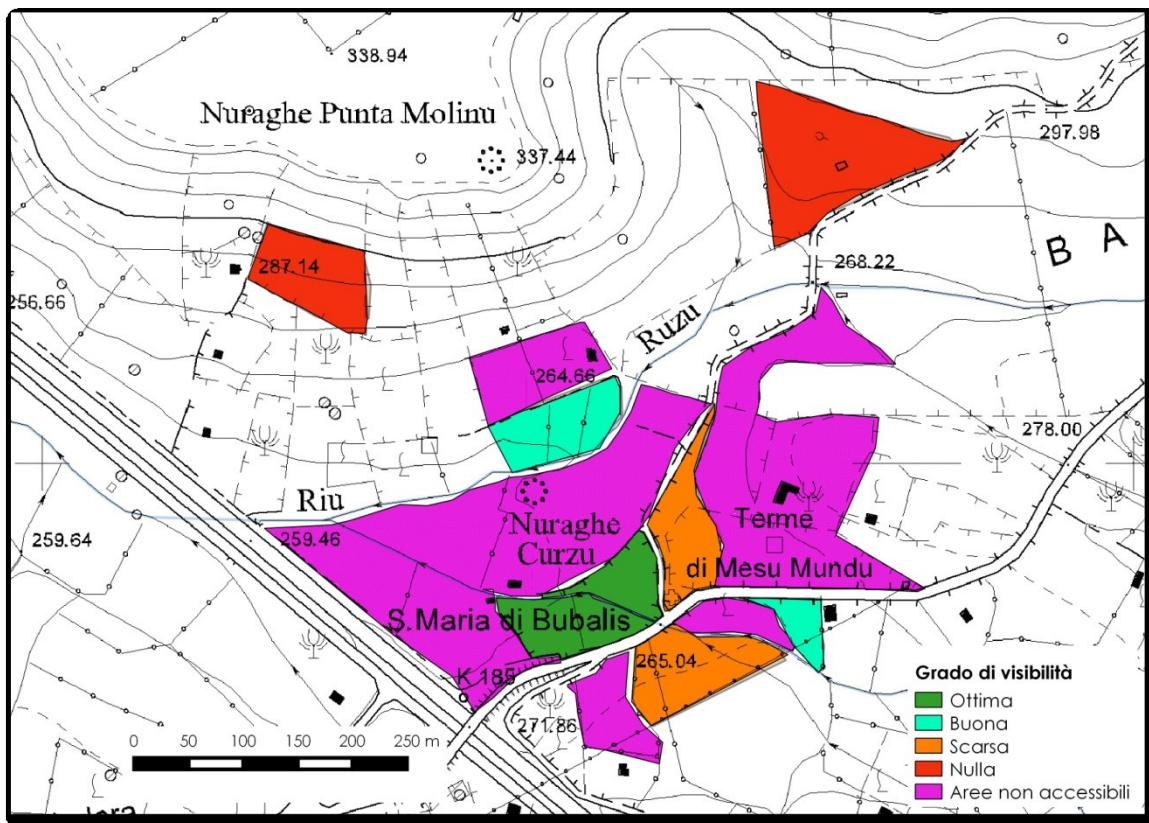 338.94
Nuraghe Punta Molinu
337.44
297.98
B A
268.22
287.14
256.66
Ruzu
264.66
278.00
Riu
259.46
259.64
Nuraghe
Curzu
Terme
di Mesu Mundu
S.Maria di Bubalis
K 185
265.04
271.86
0 50 100 150 200 250 m
Grado di visibilità
Ottima
Buona
Scarsa
Nulla
Aree non accessibili